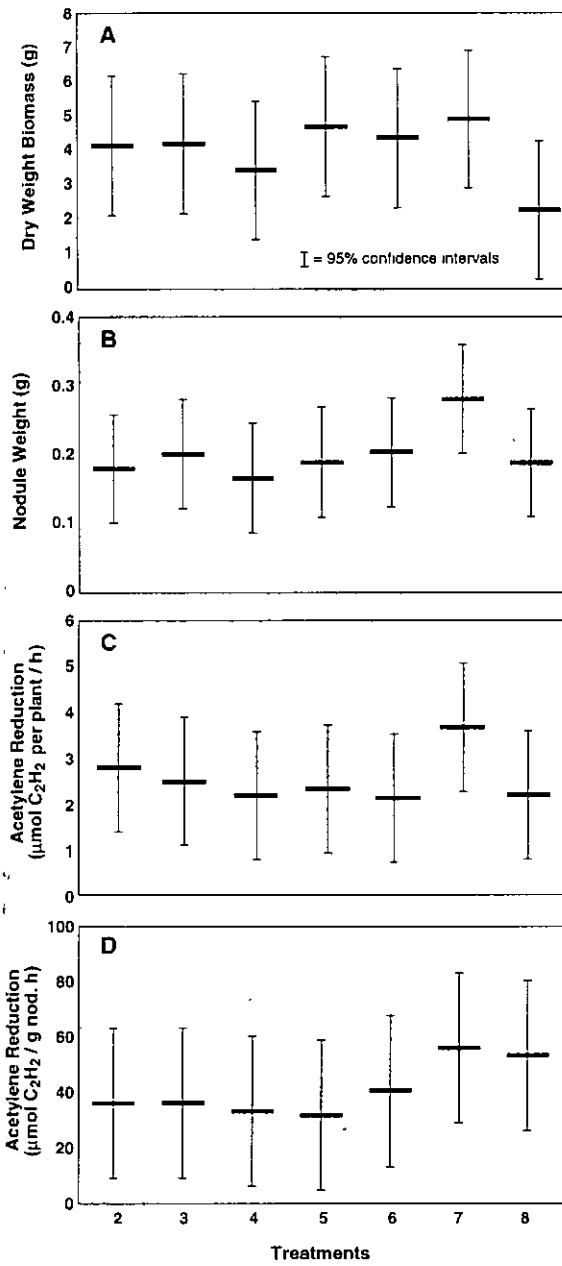 A
Dry Weight Biomass (g)
8
7
6
5
4
3
2
1
0
I = 95% confidence intervals
B
Nodule Weight (g)
0.4
0.3
0.2
0.1
0
C
Acetylene Reduction
(µmol C₂H₂ per plant / h)
6
5
4
3
2
1
0
D
Acetylene Reduction
(µmol C₂H₂ / g nod. h)
100
80
60
40
20
0
2 3 4 5 6 7 8
Treatments